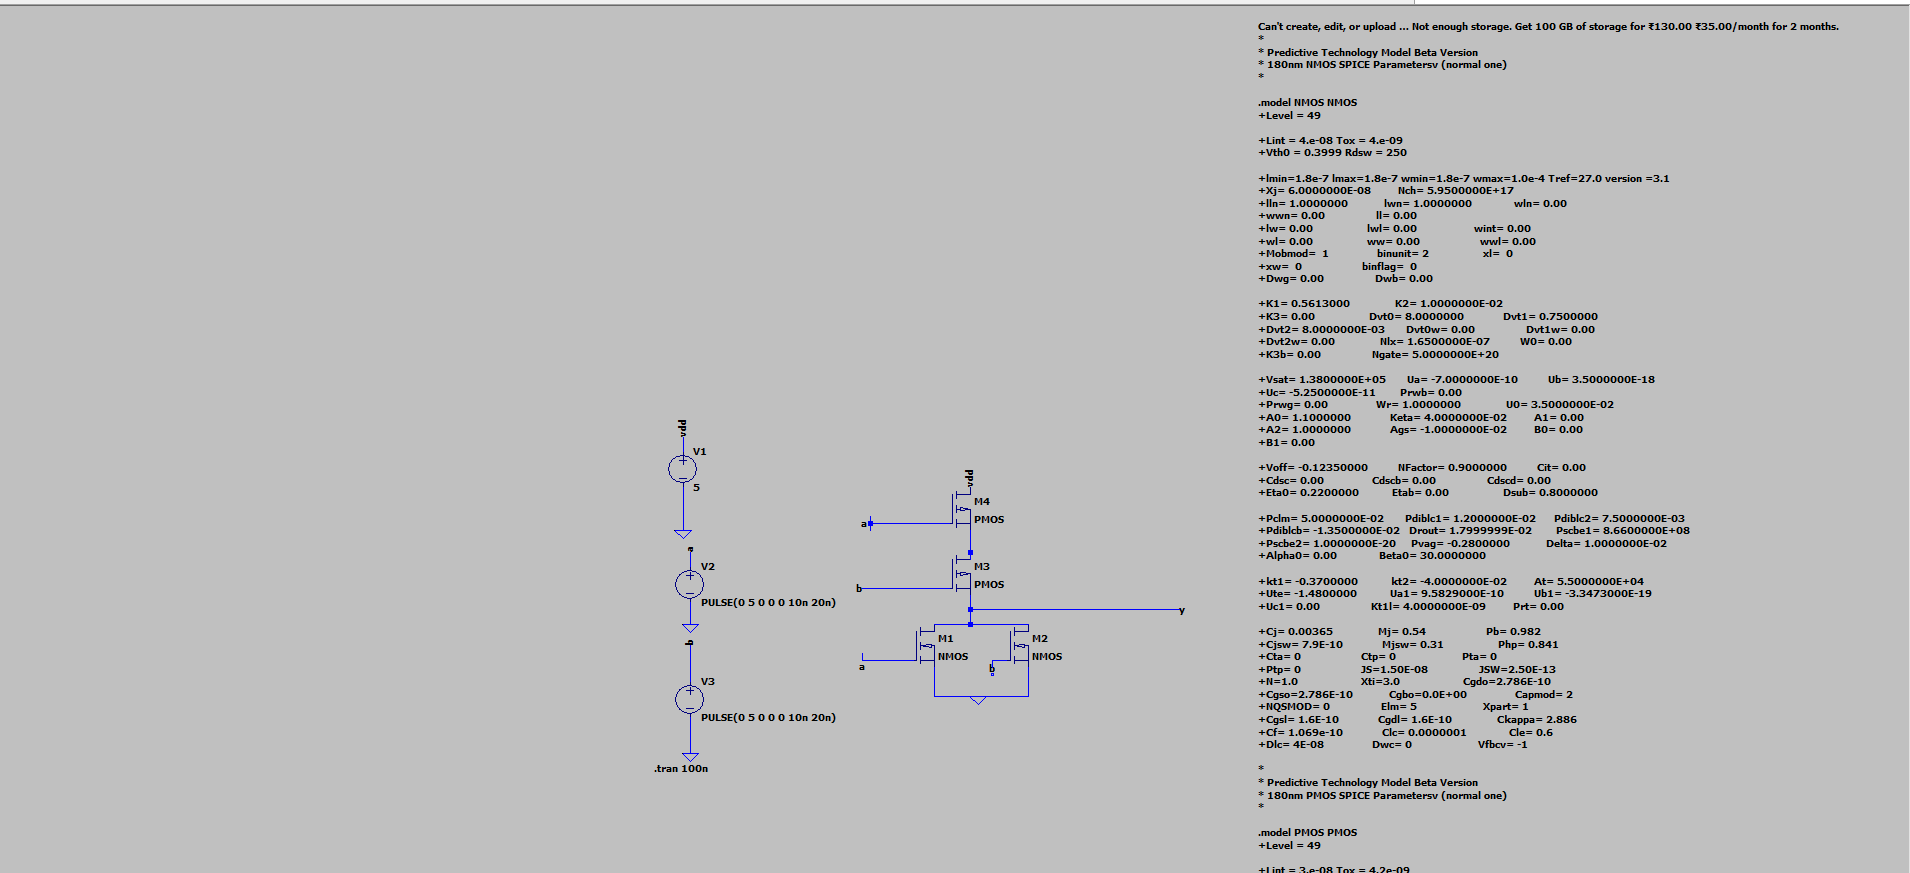 vdd
V1
5
a
V2
PULSE(0 5 0 0 0 10n 20n)
b
V3
PULSE(0 5 0 0 0 10n 20n)
.tran 100n
vdd
M4
a
PMOS
M3
b
PMOS
y
M1
M2
NMOS
NMOS
a
b
Can't create, edit, or upload ... Not enough storage. Get 100 GB of storage for ₹130.00 ₹35.00/month for 2 months.
*
* Predictive Technology Model Beta Version
* 180nm NMOS SPICE Parametersv (normal one)
*
.model NMOS NMOS
+Level = 49
+Lint = 4.e-08 Tox = 4.e-09
+Vth0 = 0.3999 Rdsw = 250
+lmin=1.8e-7 lmax=1.8e-7 wmin=1.8e-7 wmax=1.0e-4 Tref=27.0 version =3.1
+Xj= 6.0000000E-08 Nch= 5.9500000E+17
+lln= 1.0000000 lwn= 1.0000000 wln= 0.00
+wwn= 0.00 ll= 0.00
+lw= 0.00 lwl= 0.00 wint= 0.00
+wl= 0.00 ww= 0.00 wwl= 0.00
+Mobmod= 1 binunit= 2 xl= 0
+xw= 0 binflag= 0
+Dwg= 0.00 Dwb= 0.00
+K1= 0.5613000 K2= 1.0000000E-02
+K3= 0.00 Dvt0= 8.0000000 Dvt1= 0.7500000
+Dvt2= 8.0000000E-03 Dvt0w= 0.00 Dvt1w= 0.00
+Dvt2w= 0.00 Nlx= 1.6500000E-07 W0= 0.00
+K3b= 0.00 Ngate= 5.0000000E+20
+Vsat= 1.3800000E+05 Ua= -7.0000000E-10 Ub= 3.5000000E-18
+Uc= -5.2500000E-11 Prwb= 0.00
+Prwg= 0.00 Wr= 1.0000000 U0= 3.5000000E-02
+A0= 1.1000000 Keta= 4.0000000E-02 A1= 0.00
+A2= 1.0000000 Ags= -1.0000000E-02 B0= 0.00
+B1= 0.00
+Voff= -0.12350000 NFactor= 0.9000000 Cit= 0.00
+Cdsc= 0.00 Cdscb= 0.00 Cdscd= 0.00
+Eta0= 0.2200000 Etab= 0.00 Dsub= 0.8000000
+Pclm= 5.0000000E-02 Pdiblc1= 1.2000000E-02 Pdiblc2= 7.5000000E-03
+Pdiblcb= -1.3500000E-02 Drout= 1.7999999E-02 Pscbe1= 8.6600000E+08
+Pscbe2= 1.0000000E-20 Pvag= -0.2800000 Delta= 1.0000000E-02
+Alpha0= 0.00 Beta0= 30.0000000
+kt1= -0.3700000 kt2= -4.0000000E-02 At= 5.5000000E+04
+Ute= -1.4800000 Ua1= 9.5829000E-10 Ub1= -3.3473000E-19
+Uc1= 0.00 Kt1l= 4.0000000E-09 Prt= 0.00
+Cj= 0.00365 Mj= 0.54 Pb= 0.982
+Cjsw= 7.9E-10 Mjsw= 0.31 Php= 0.841
+Cta= 0 Ctp= 0 Pta= 0
+Ptp= 0 JS=1.50E-08 JSW=2.50E-13
+N=1.0 Xti=3.0 Cgdo=2.786E-10
+Cgso=2.786E-10 Cgbo=0.0E+00 Capmod= 2
+NQSMOD= 0 Elm= 5 Xpart= 1
+Cgsl= 1.6E-10 Cgdl= 1.6E-10 Ckappa= 2.886
+Cf= 1.069e-10 Clc= 0.0000001 Cle= 0.6
+Dlc= 4E-08 Dwc= 0 Vfbcv= -1
*
* Predictive Technology Model Beta Version
* 180nm PMOS SPICE Parametersv (normal one)
*
.model PMOS PMOS
+Level = 49
+Lint = 3.e-08 Tox = 4.2e-09